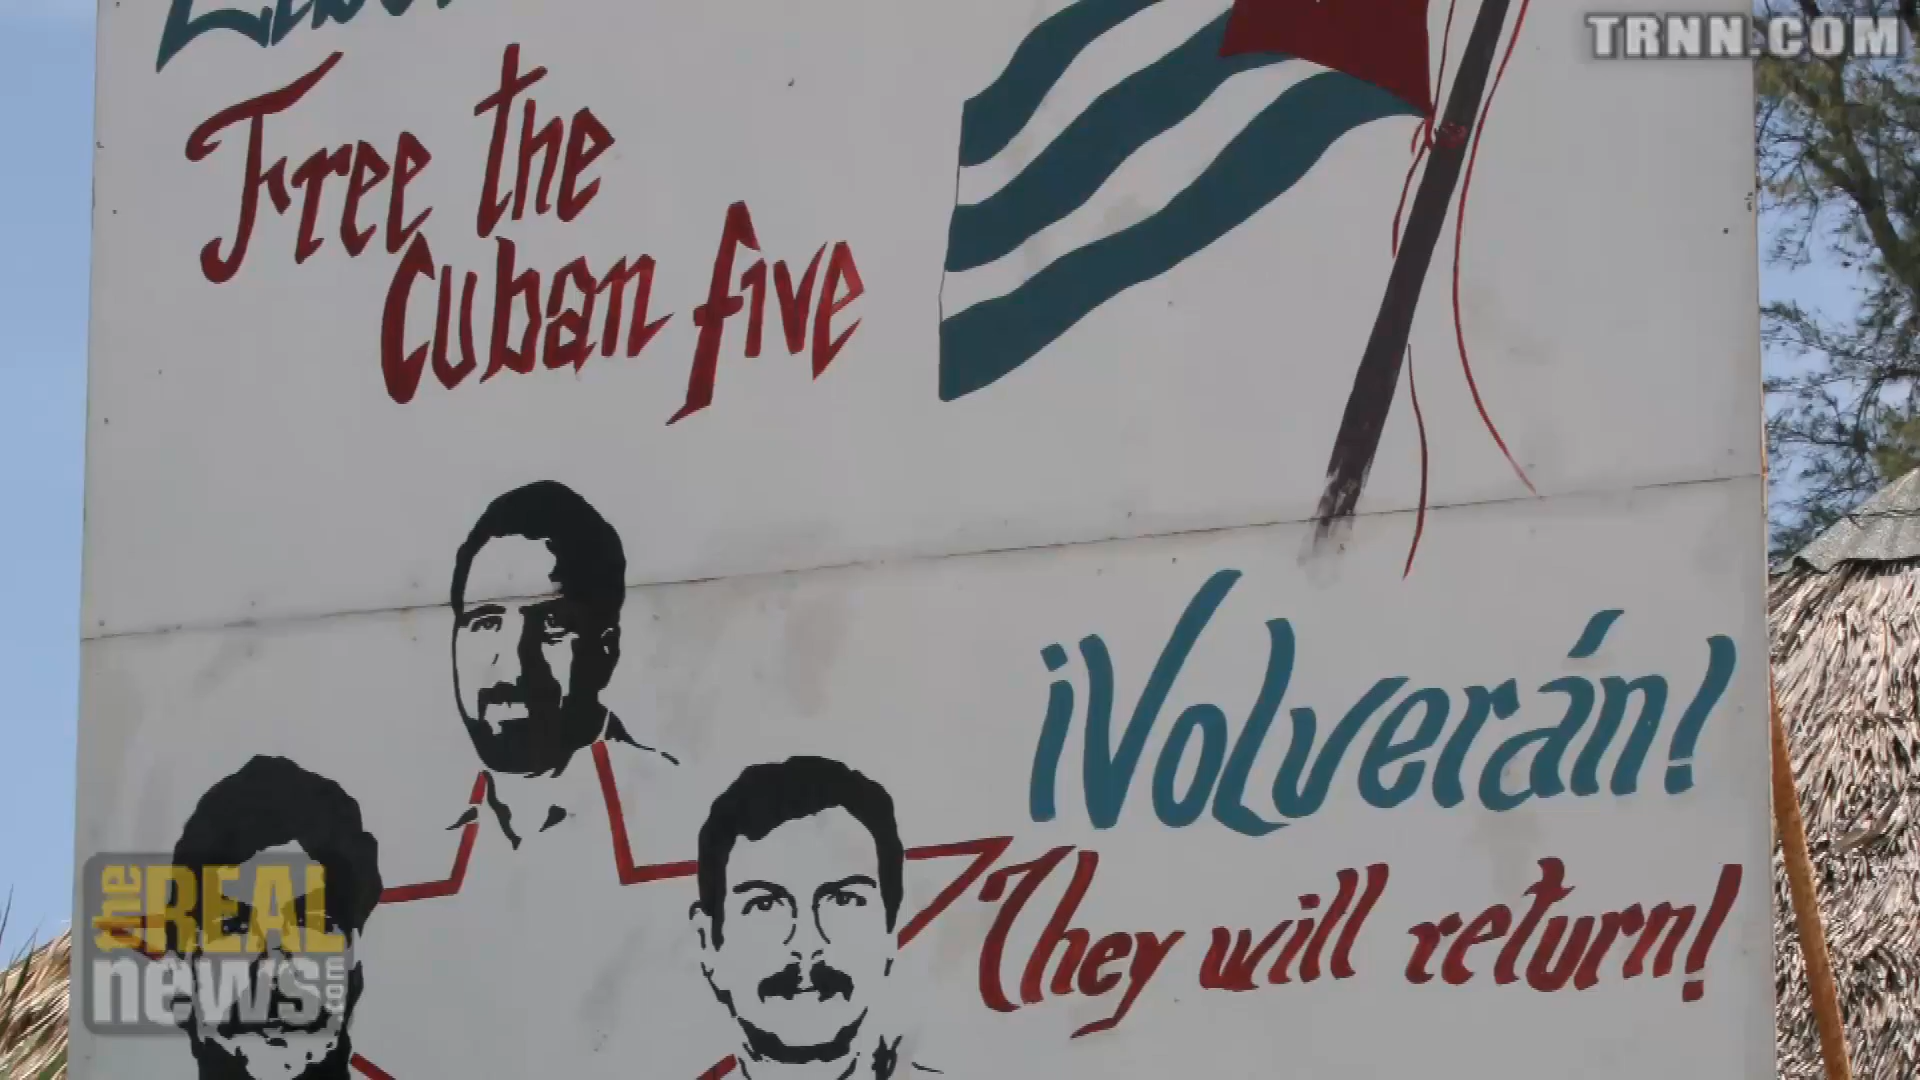 TRNN.COM
Free the
Cuban five
¡Volverán!
They will return!
the REAL
news.com